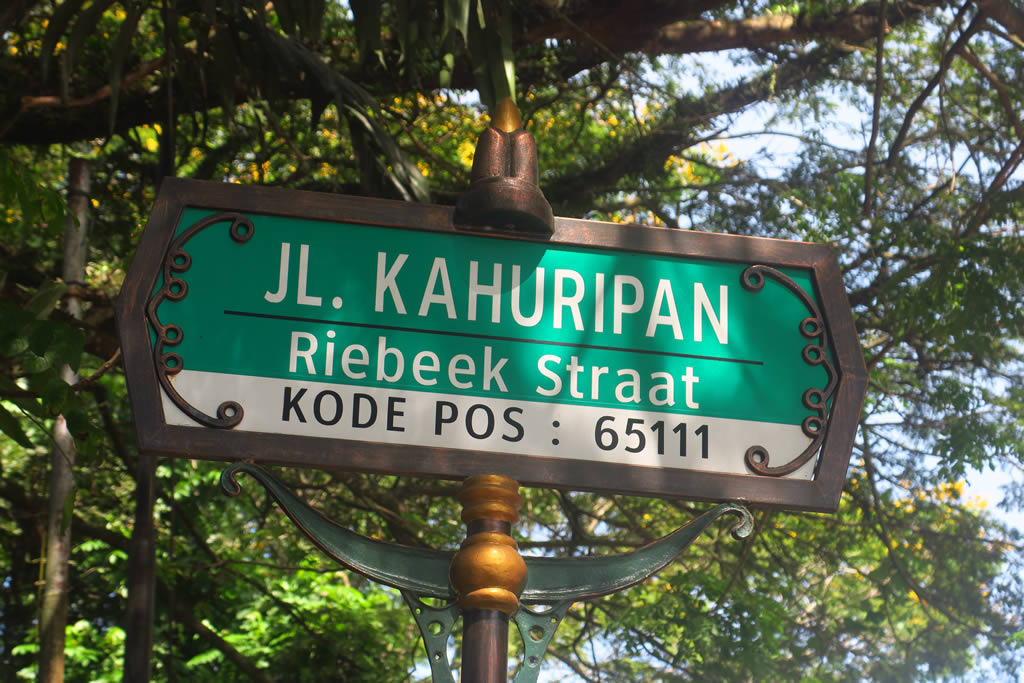 JL. KAHURIPAN
Riebeek Straat
KODE POS : 65111